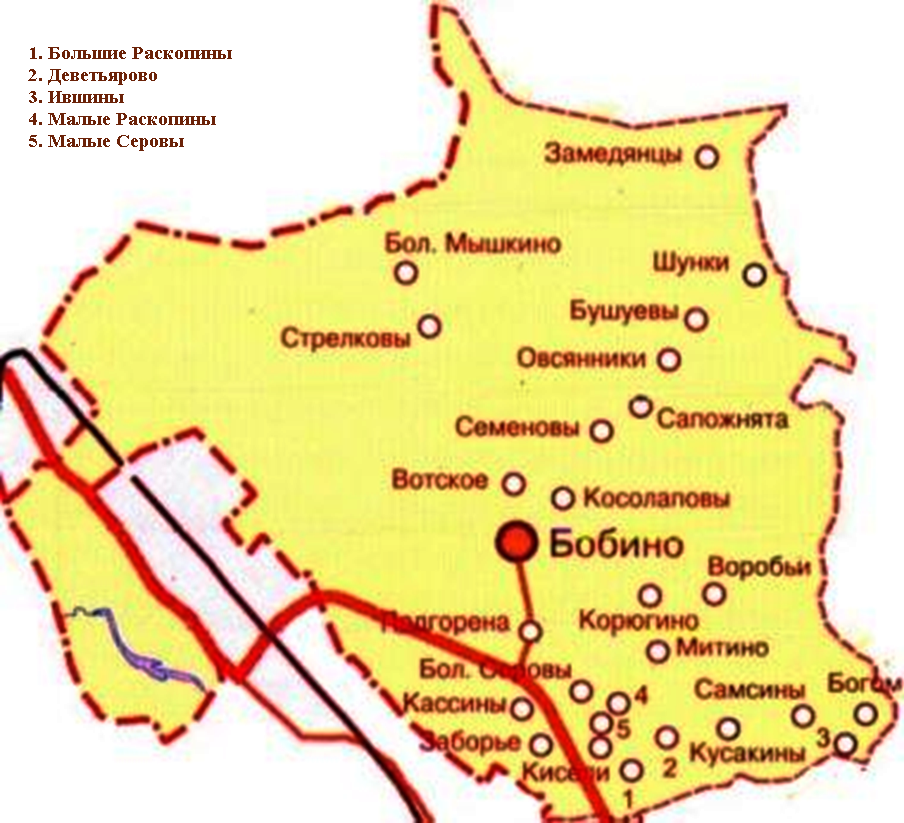 1. Большие Раскопины
2. Деветьярово
3. Ившины
4. Малые Раскопины
5. Малые Серовы
Замедянцы
Бол. Мышкино
Шунки
Бушуевы
Стрелковы
Овсянники
Сапожнята
Семеновы
Вотское
Косолаповы
Бобино
Воробьи
Корюгино
Подгорена
Митино
Бол. Серовы
Самсины
Богом
4
Кассины
5
3
Заборье
Кусакины
Кисели
2
1